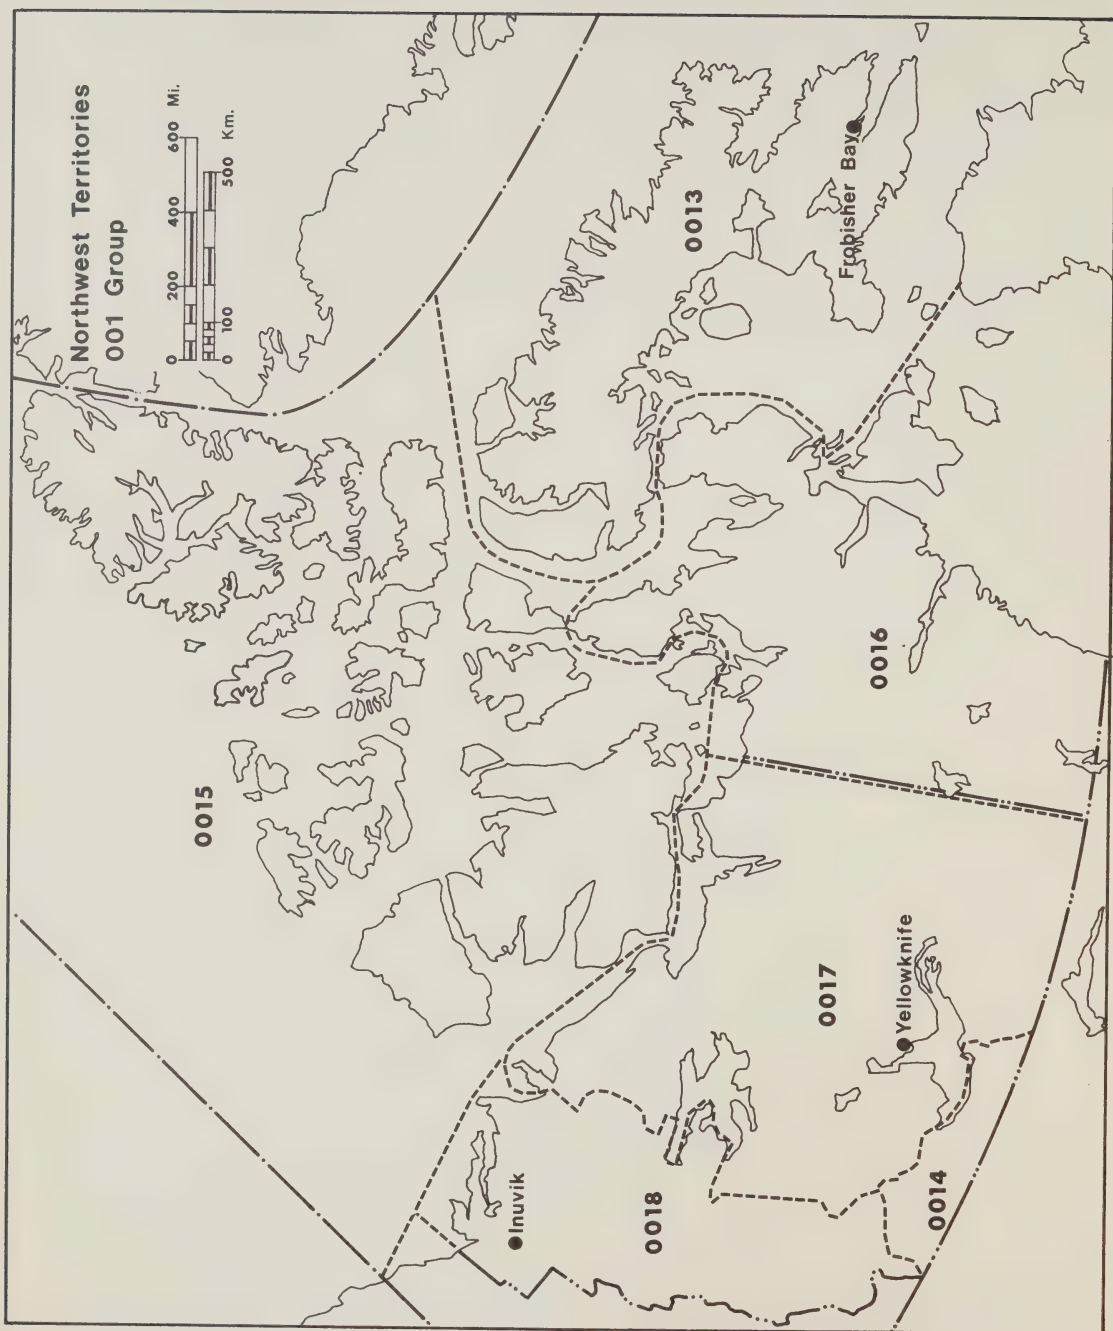 Northwest Territories
001 Group
0 200 400 600 Mi.
0 100 500 Km.
0015
0013
Frobisher Bay
0016
Inuvik
0018
0017
Yellowknife
0014